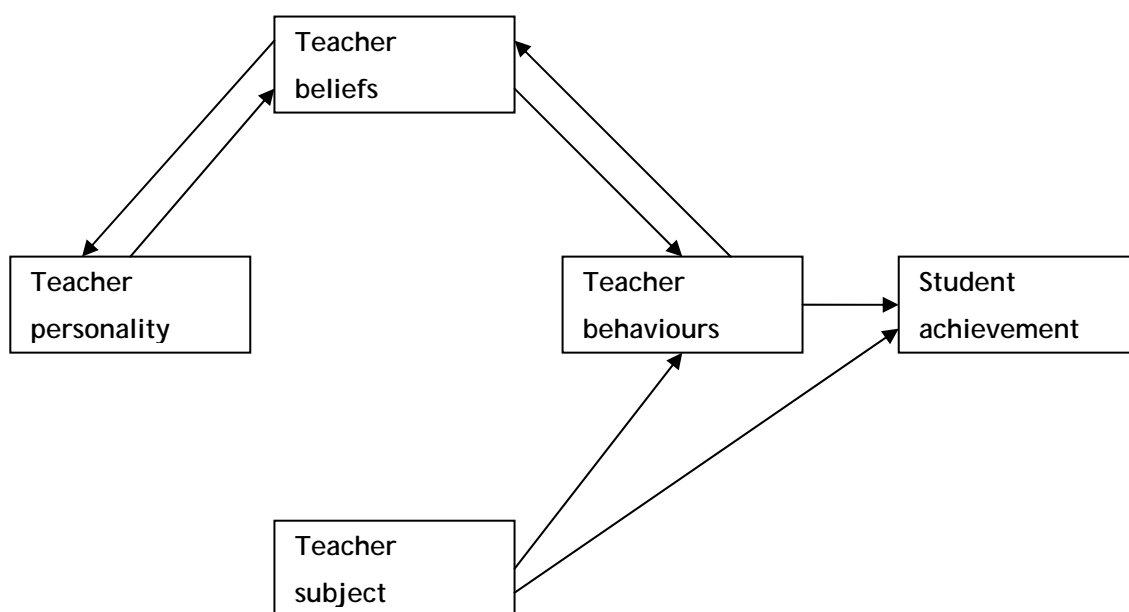 Teacher
beliefs
Teacher
personality
Teacher
behaviours
Student
achievement
Teacher
subject